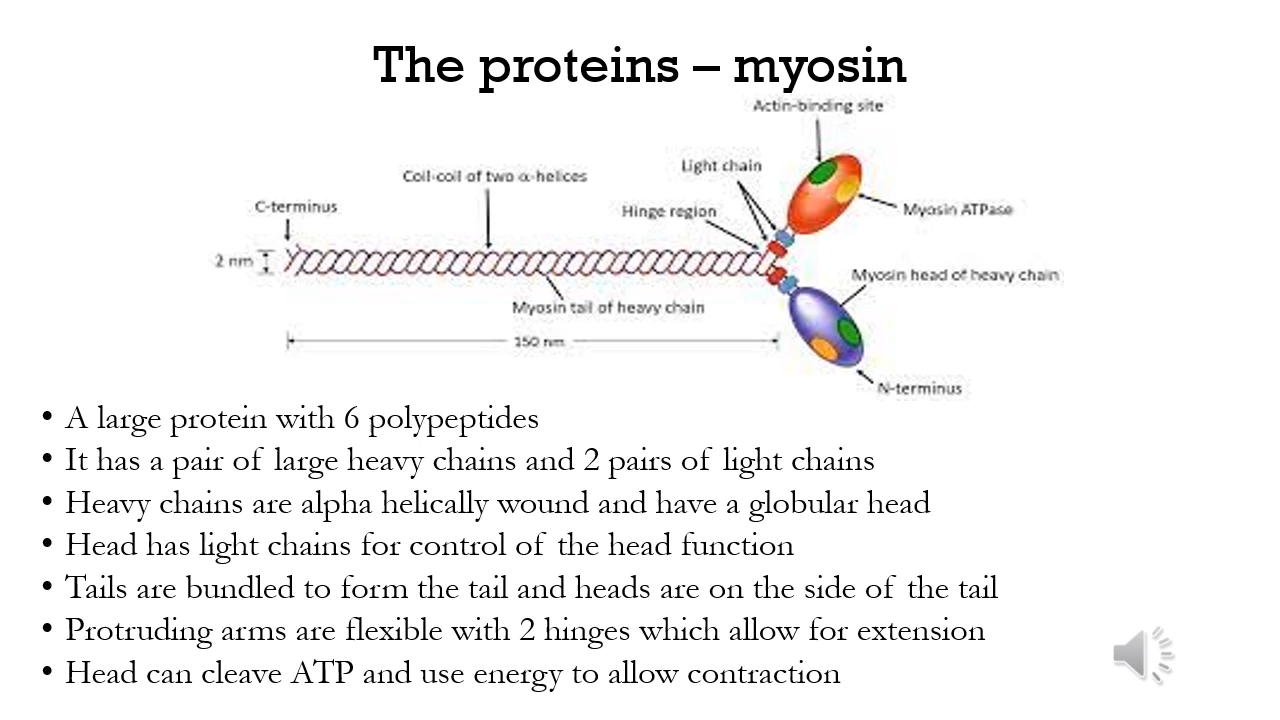 The proteins – myosin
Actin-binding site
Light chain
Coil-coil of two α-helices
C-terminus
Hinge region
Myosin ATPase
2 nm
Myosin head of heavy chain
Myosin tail of heavy chain
150 nm
N-terminus
• A large protein with 6 polypeptides
• It has a pair of large heavy chains and 2 pairs of light chains
• Heavy chains are alpha helically wound and have a globular head
• Head has light chains for control of the head function
• Tails are bundled to form the tail and heads are on the side of the tail
• Protruding arms are flexible with 2 hinges which allow for extension
• Head can cleave ATP and use energy to allow contraction